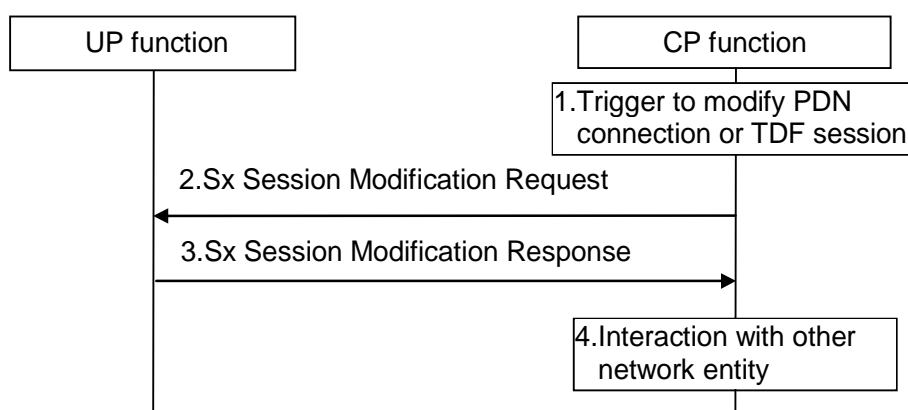 UP function
CP function
1.Trigger to modify PDN
connection or TDF session
2.Sx Session Modification Request
3.Sx Session Modification Response
4.Interaction with other
network entity